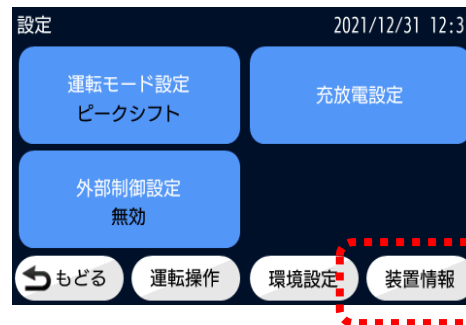 設定 2021/12/31 12:3
運転モード設定
ピークシフト
充放電設定
外部制御設定
無効
もどる 運転操作 環境設定 装置情報